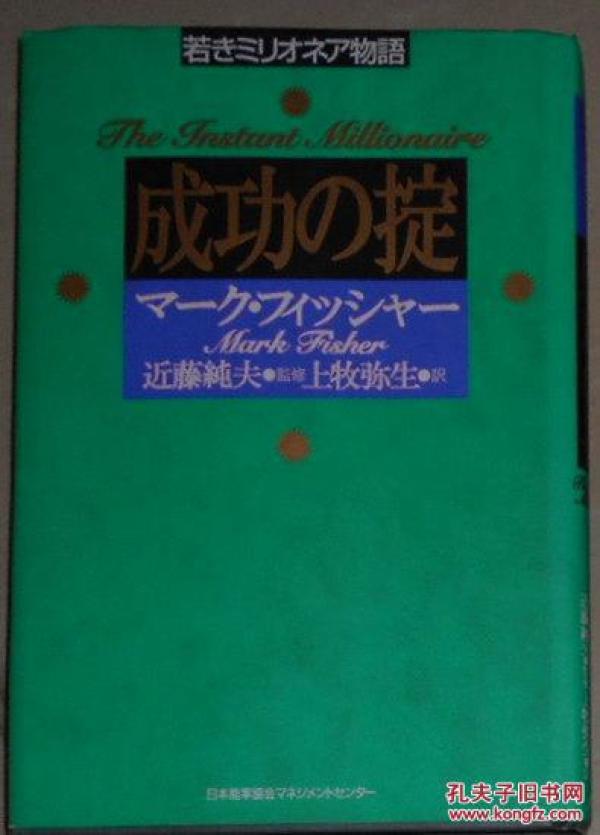 若きミリオネア物語
The Instant Millionaire
成功の掟
マーク・フィッシャー
Mark Fisher
近藤純夫●監修 上牧弥生●訳
日本能率協会マネジメントセンター
孔夫子旧书网
www.kongfz.com